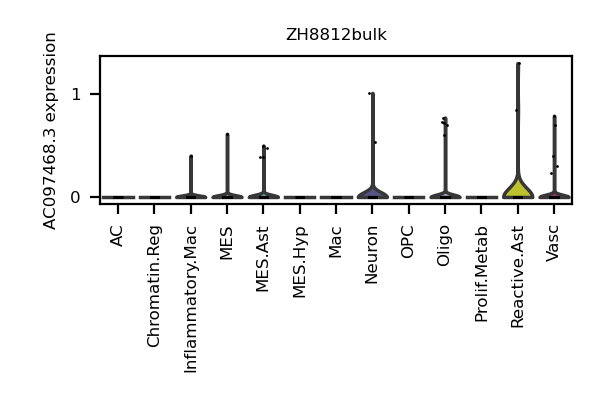 ZH8812bulk
AC097468.3 expression
1
0
AC
Chromatin.Reg
Inflammatory.Mac
MES
MES.Ast
MES.Hyp
Mac
Neuron
OPC
Oligo
Prolif.Metab
Reactive.Ast
Vasc